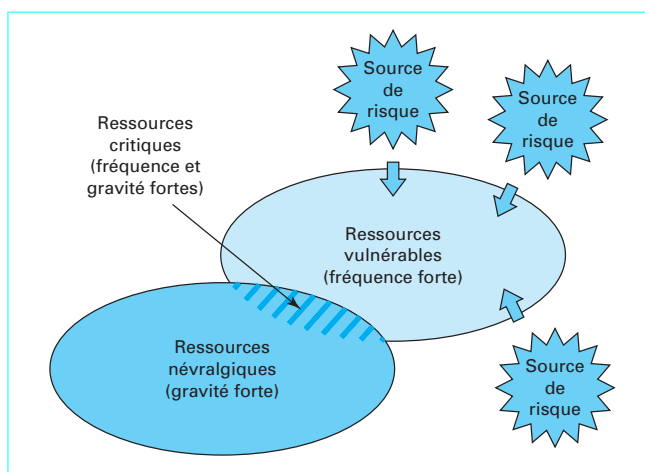 Source
de
risque
Source
de
risque
Ressources
critiques
(fréquence et
gravité fortes)
Ressources
vulnérables
(fréquence forte)
Ressources
névralgiques
(gravité forte)
Source
de
risque